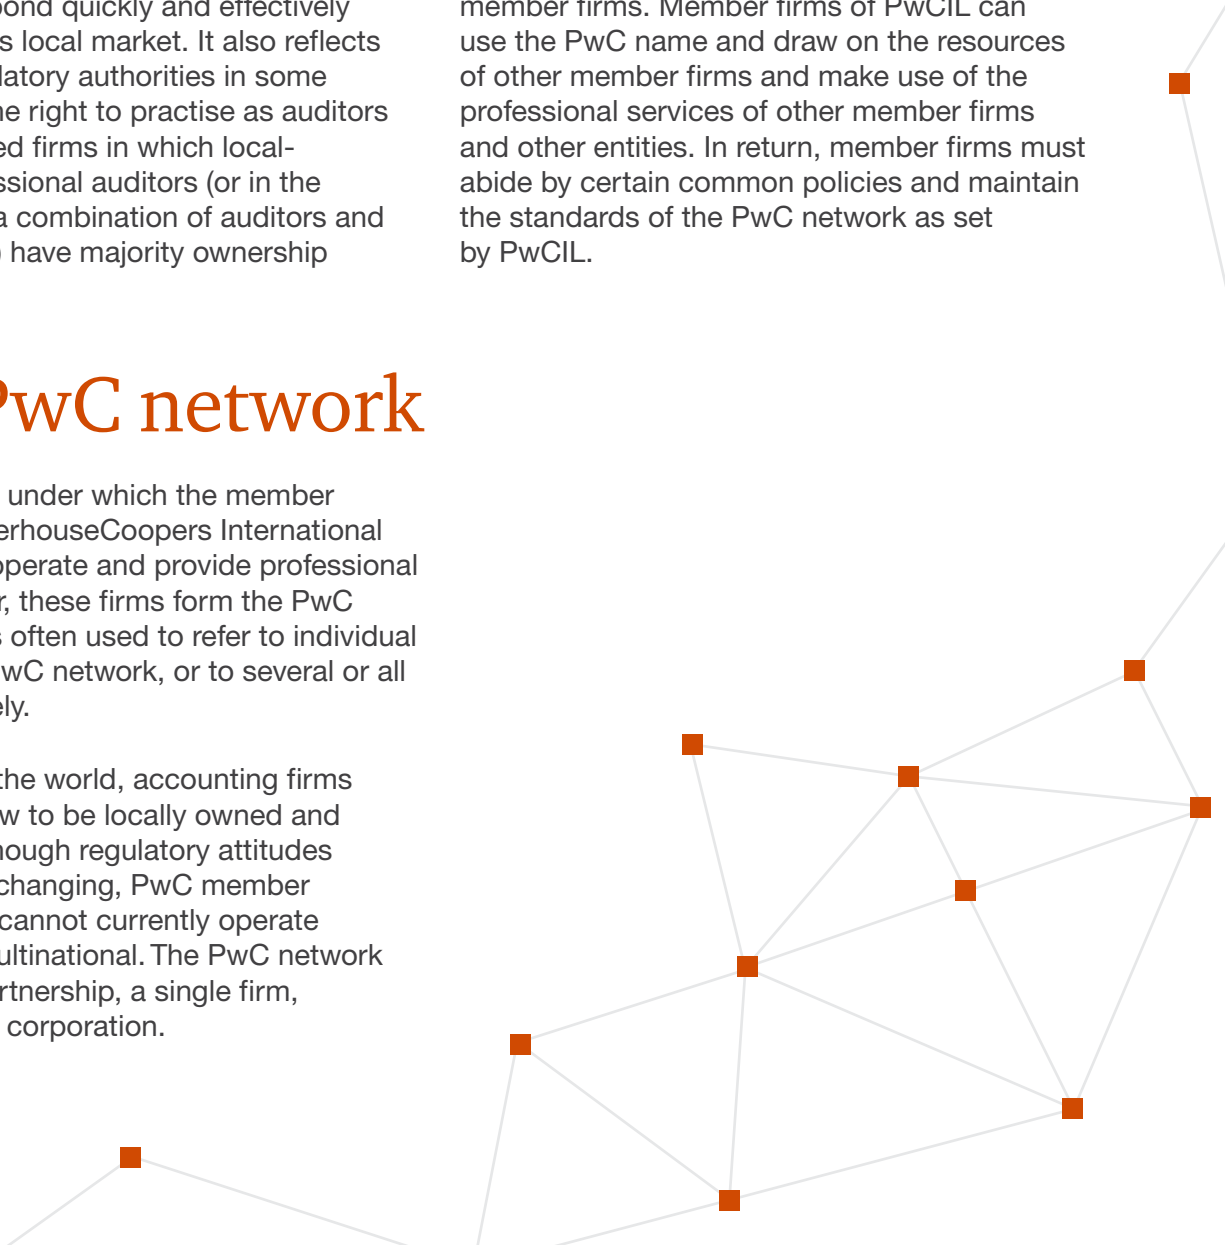 ond quickly and effectively
s local market. It also reflects
latory authorities in some
ne right to practise as auditors
ed firms in which local-
ssional auditors (or in the
a combination of auditors and
) have majority ownership
member firms. Member firms of PwCIL can
use the PwC name and draw on the resources
of other member firms and make use of the
professional services of other member firms
and other entities. In return, member firms must
abide by certain common policies and maintain
the standards of the PwC network as set
by PwCIL.
PwC network
under which the member
erhouseCoopers International
operate and provide professional
r, these firms form the PwC
s often used to refer to individual
wC network, or to several or all
ely.
the world, accounting firms
w to be locally owned and
hough regulatory attitudes
changing, PwC member
cannot currently operate
ultinational. The PwC network
rtnership, a single firm,
corporation.